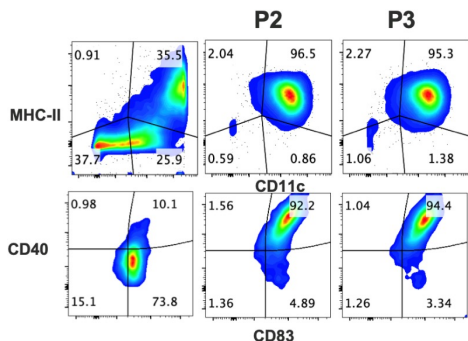 P2 P3
0.91 35.5 2.04 96.5 2.27 95.3
MHC-II
37.7 25.9 0.59 0.86 1.06 1.38
CD11c
0.98 10.1 1.56 92.2 1.04 94.4
CD40
15.1 73.8 1.36 4.89 1.26 3.34
CD83